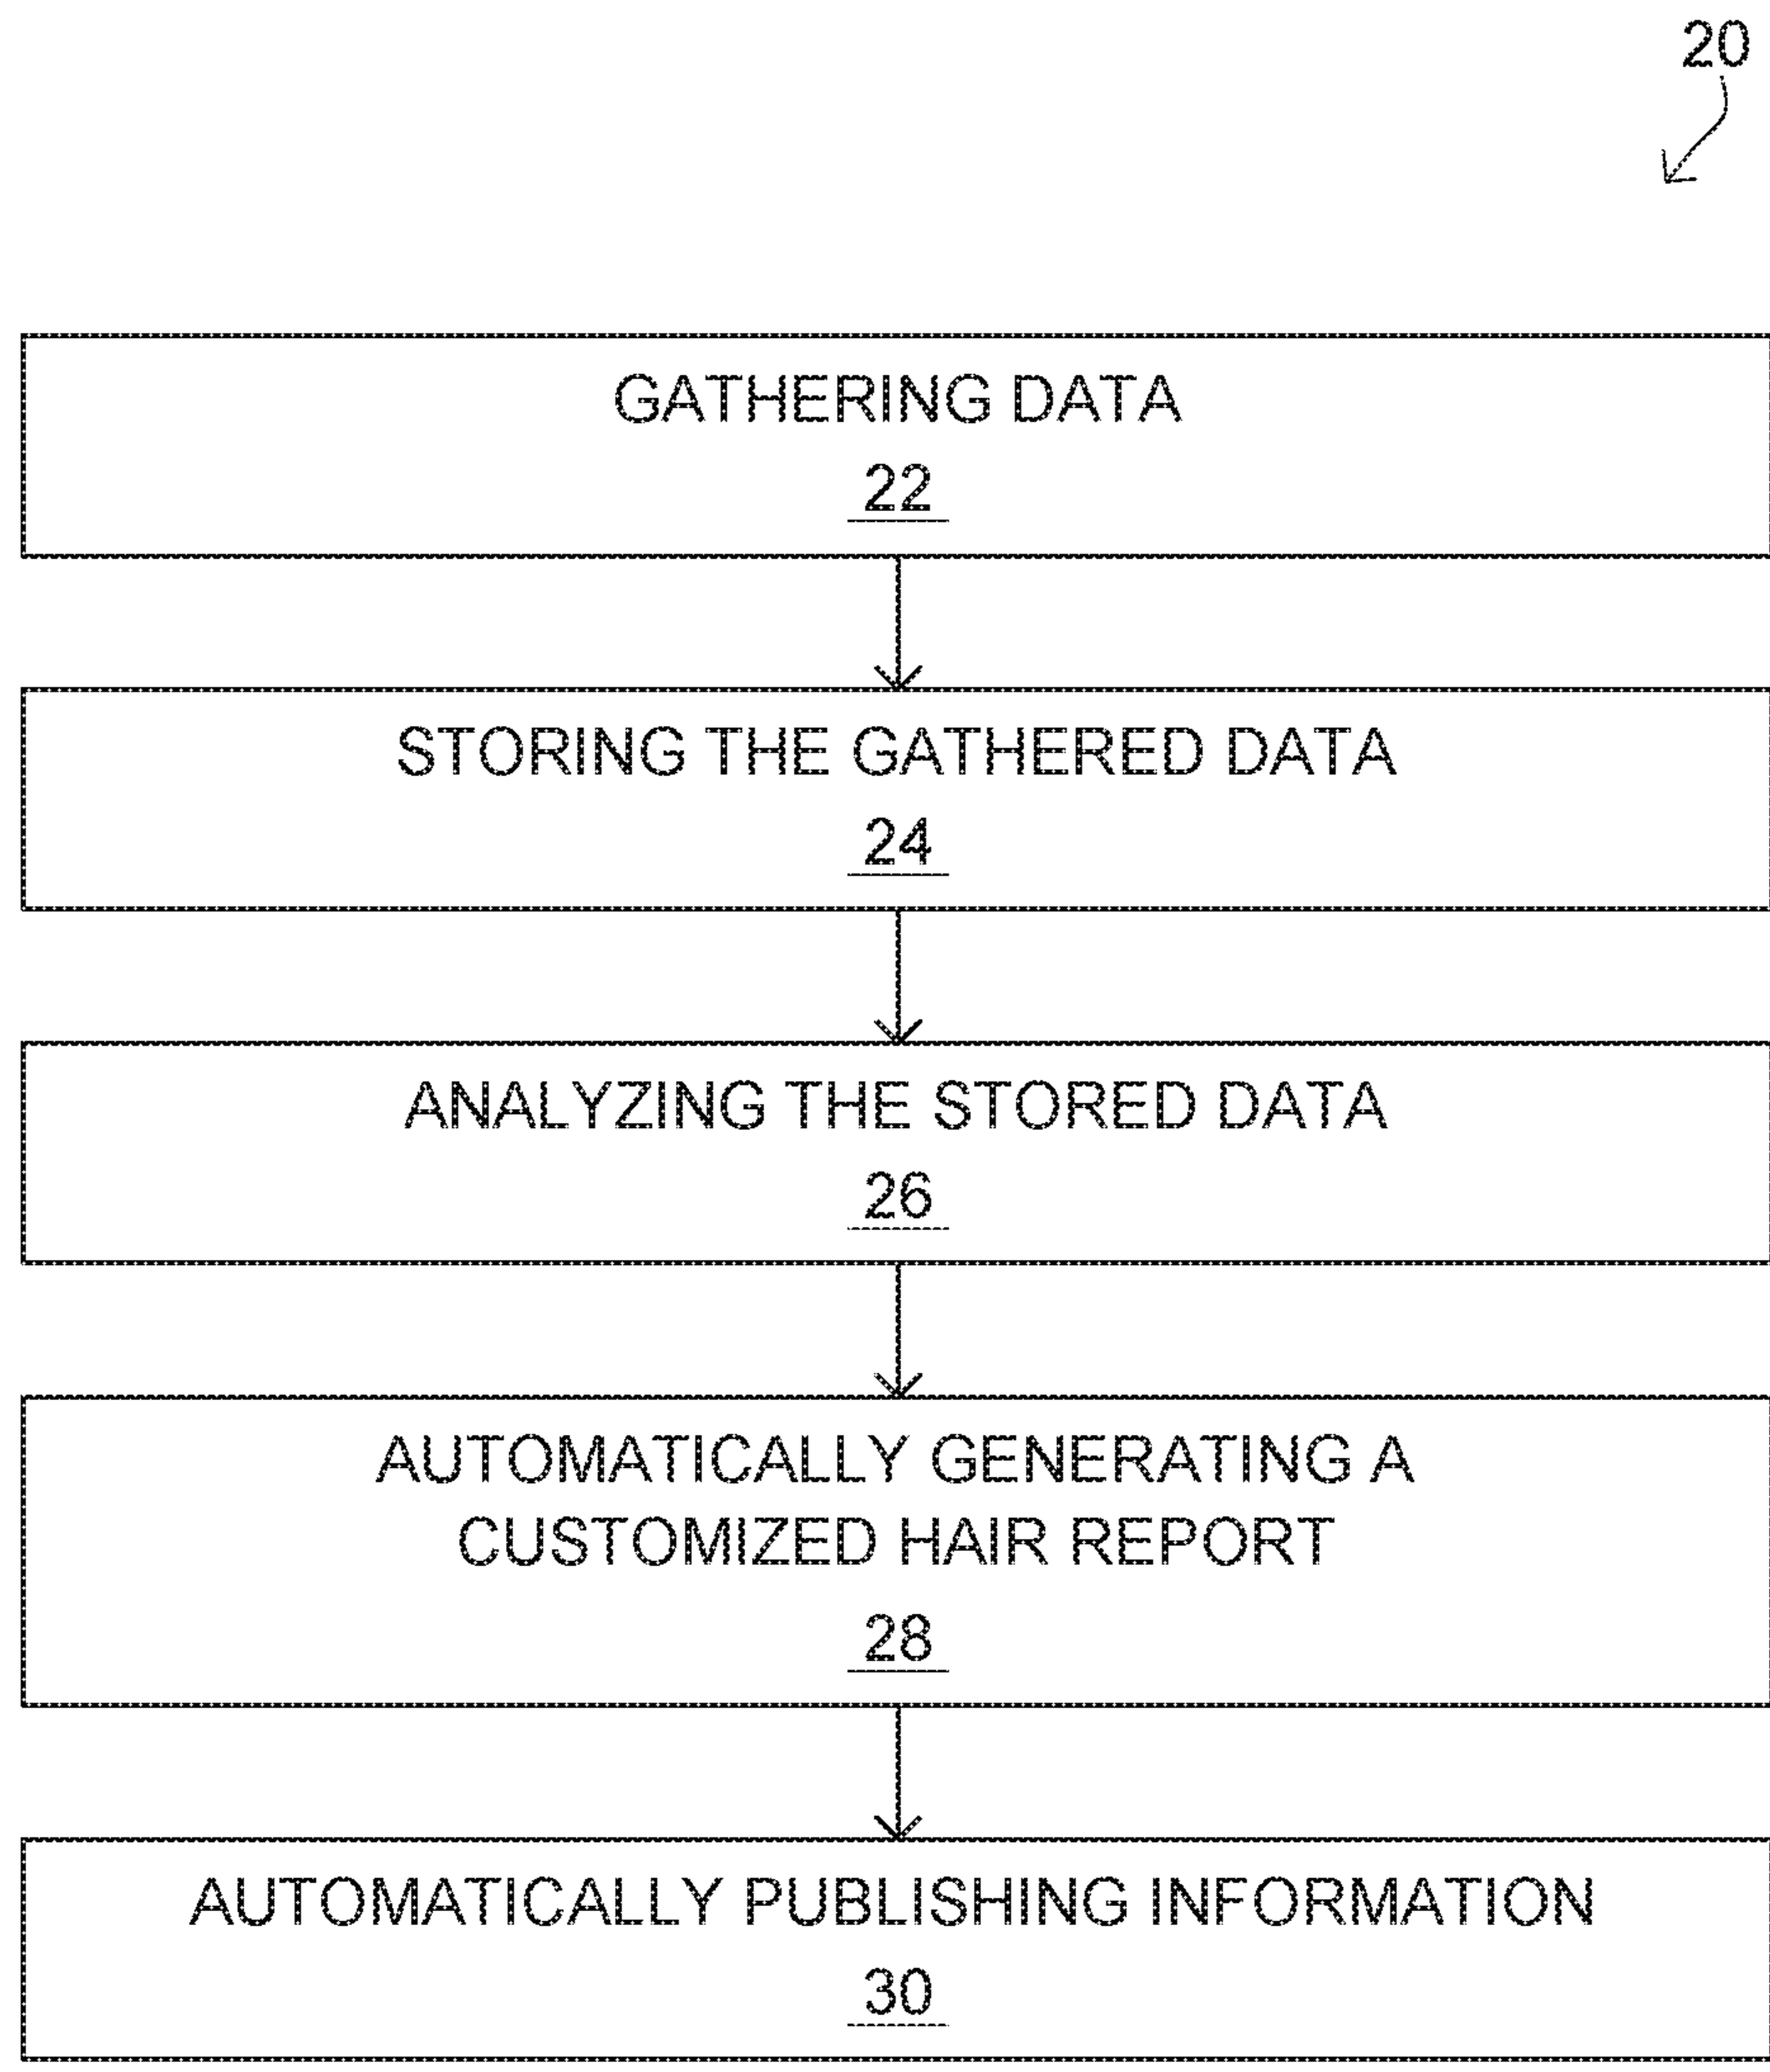 20
GATHERING DATA
22
STORING THE GATHERED DATA
24
ANALYZING THE STORED DATA
26
AUTOMATICALLY GENERATING A
CUSTOMIZED HAIR REPORT
28
AUTOMATICALLY PUBLISHING INFORMATION
30